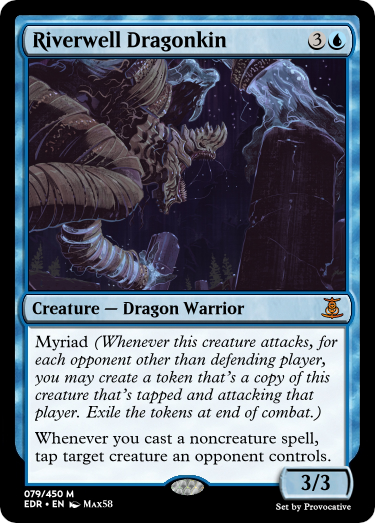 Riverwell Dragonkin 3
Creature — Dragon Warrior
Myriad (Whenever this creature attacks, for
each opponent other than defending player,
you may create a token that's a copy of this
creature that's tapped and attacking that
player. Exile the tokens at end of combat.)
Whenever you cast a noncreature spell,
tap target creature an opponent controls.
3/3
079/450 M
EDR • EN Max58
Set by Provocative